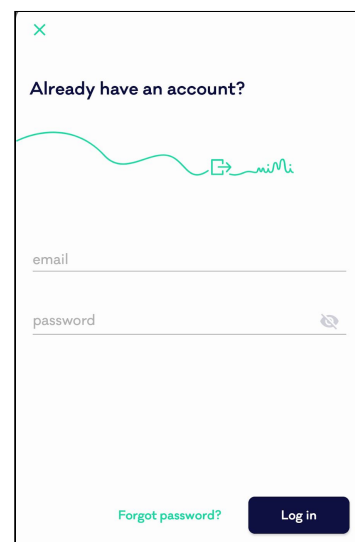 Already have an account?
miMi
email
password
Forgot password?
Log in